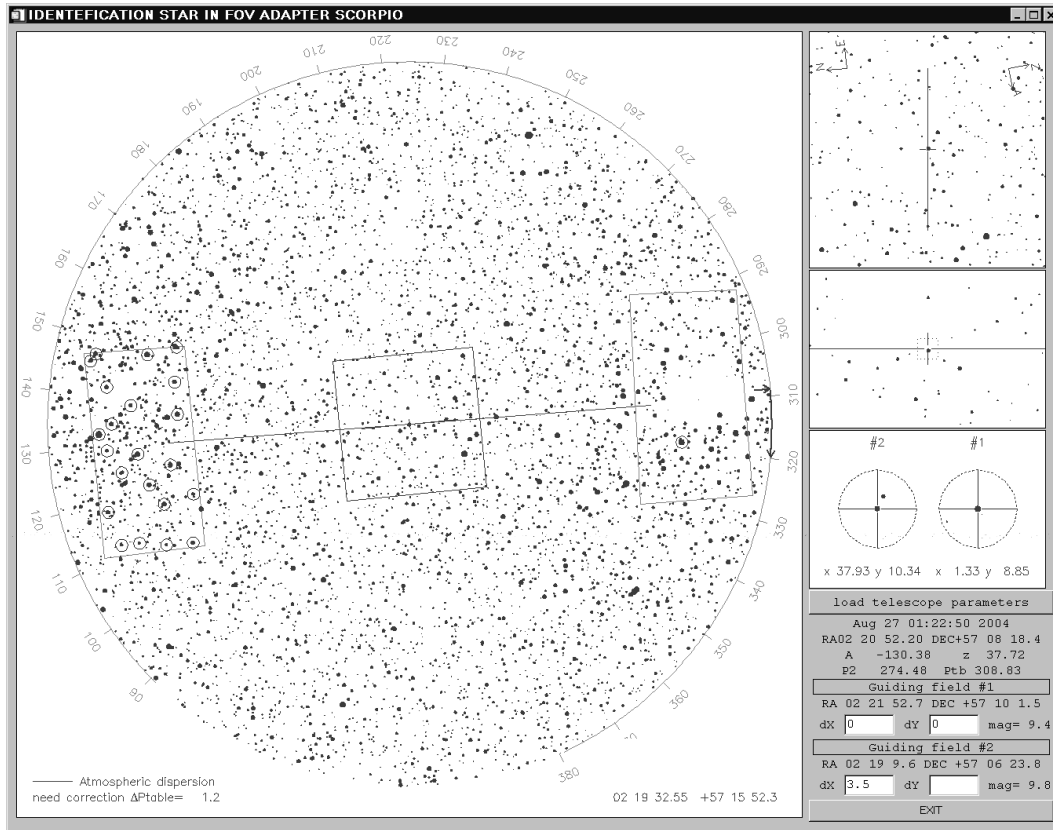 IDENTEFICATION STAR IN FOV ADAPTER SCORPIO
210
220
230
240
200
250
190
260
180
270
170
280
160
290
150
300
140
310
130
320
120
330
110
340
100
350
90
360
380
Atmospheric dispersion
need correction ΔPtable= 1.2
02 19 32.55 +57 15 52.3
N
E
Z
A
#2 #1
x 37.93 y 10.34 x 1.33 y 8.85
load telescope parameters
Aug 27 01:22:50 2004
RA02 20 52.20 DEC+57 08 18.4
A -130.38 z 37.72
P2 274.48 Ptb 308.83
Guiding field #1
RA 02 21 52.7 DEC +57 10 1.5
dX 0 dY 0 mag= 9.4
Guiding field #2
RA 02 19 9.6 DEC +57 06 23.8
dX 3.5 dY mag= 9.8
EXIT